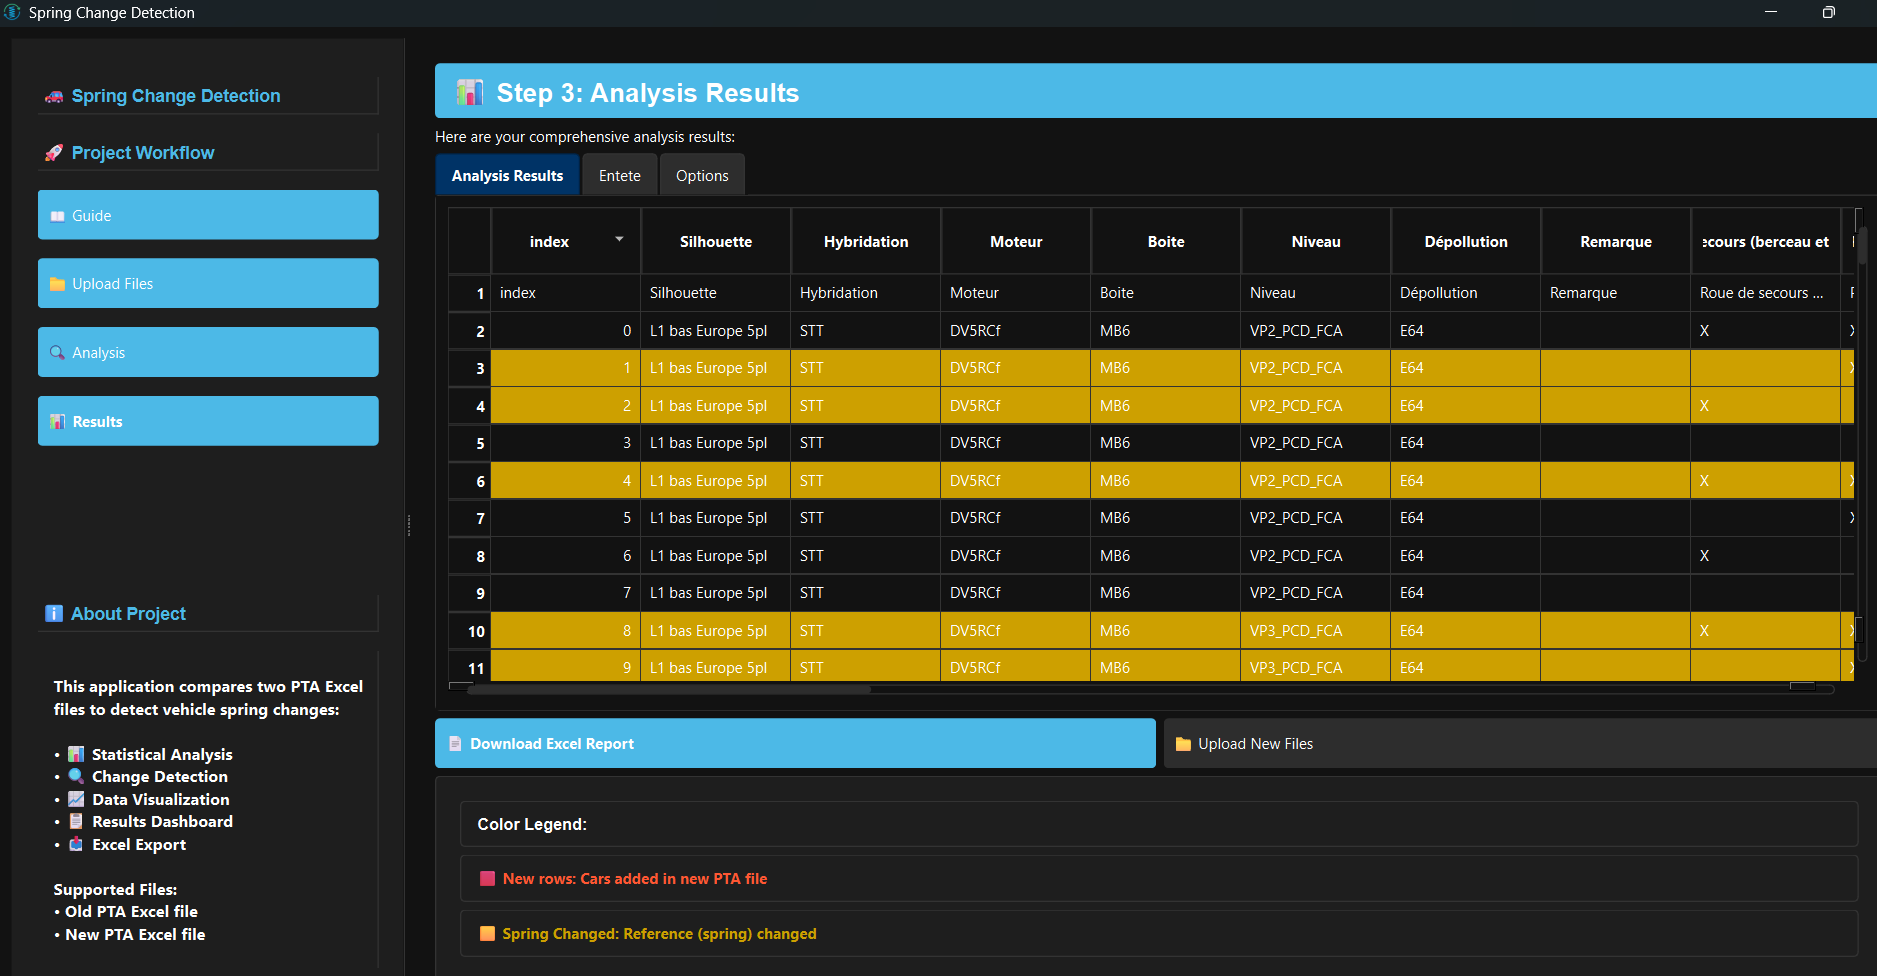 Spring Change Detection
Spring Change Detection
Project Workflow
Guide
Upload Files
Analysis
Results
About Project
This application compares two PTA Excel
files to detect vehicle spring changes:
• Statistical Analysis
• Change Detection
• Data Visualization
• Results Dashboard
• Excel Export
Supported Files:
• Old PTA Excel file
• New PTA Excel file
Step 3: Analysis Results
Here are your comprehensive analysis results:
Analysis Results Entete Options
index Silhouette Hybridation Moteur Boite Niveau Dépollution Remarque ecours (berceau et
1 index Silhouette Hybridation Moteur Boite Niveau Dépollution Remarque Roue de secours ...
2 0 L1 bas Europe 5pl STT DV5RCf MB6 VP2_PCD_FCA E64 X
3 1 L1 bas Europe 5pl STT DV5RCf MB6 VP2_PCD_FCA E64
4 2 L1 bas Europe 5pl STT DV5RCf MB6 VP2_PCD_FCA E64 X
5 3 L1 bas Europe 5pl STT DV5RCf MB6 VP2_PCD_FCA E64
6 4 L1 bas Europe 5pl STT DV5RCf MB6 VP2_PCD_FCA E64 X
7 5 L1 bas Europe 5pl STT DV5RCf MB6 VP2_PCD_FCA E64
8 6 L1 bas Europe 5pl STT DV5RCf MB6 VP2_PCD_FCA E64 X
9 7 L1 bas Europe 5pl STT DV5RCf MB6 VP2_PCD_FCA E64
10 8 L1 bas Europe 5pl STT DV5RCf MB6 VP3_PCD_FCA E64 X
11 9 L1 bas Europe 5pl STT DV5RCf MB6 VP3_PCD_FCA E64
Download Excel Report
Upload New Files
Color Legend:
New rows: Cars added in new PTA file
Spring Changed: Reference (spring) changed